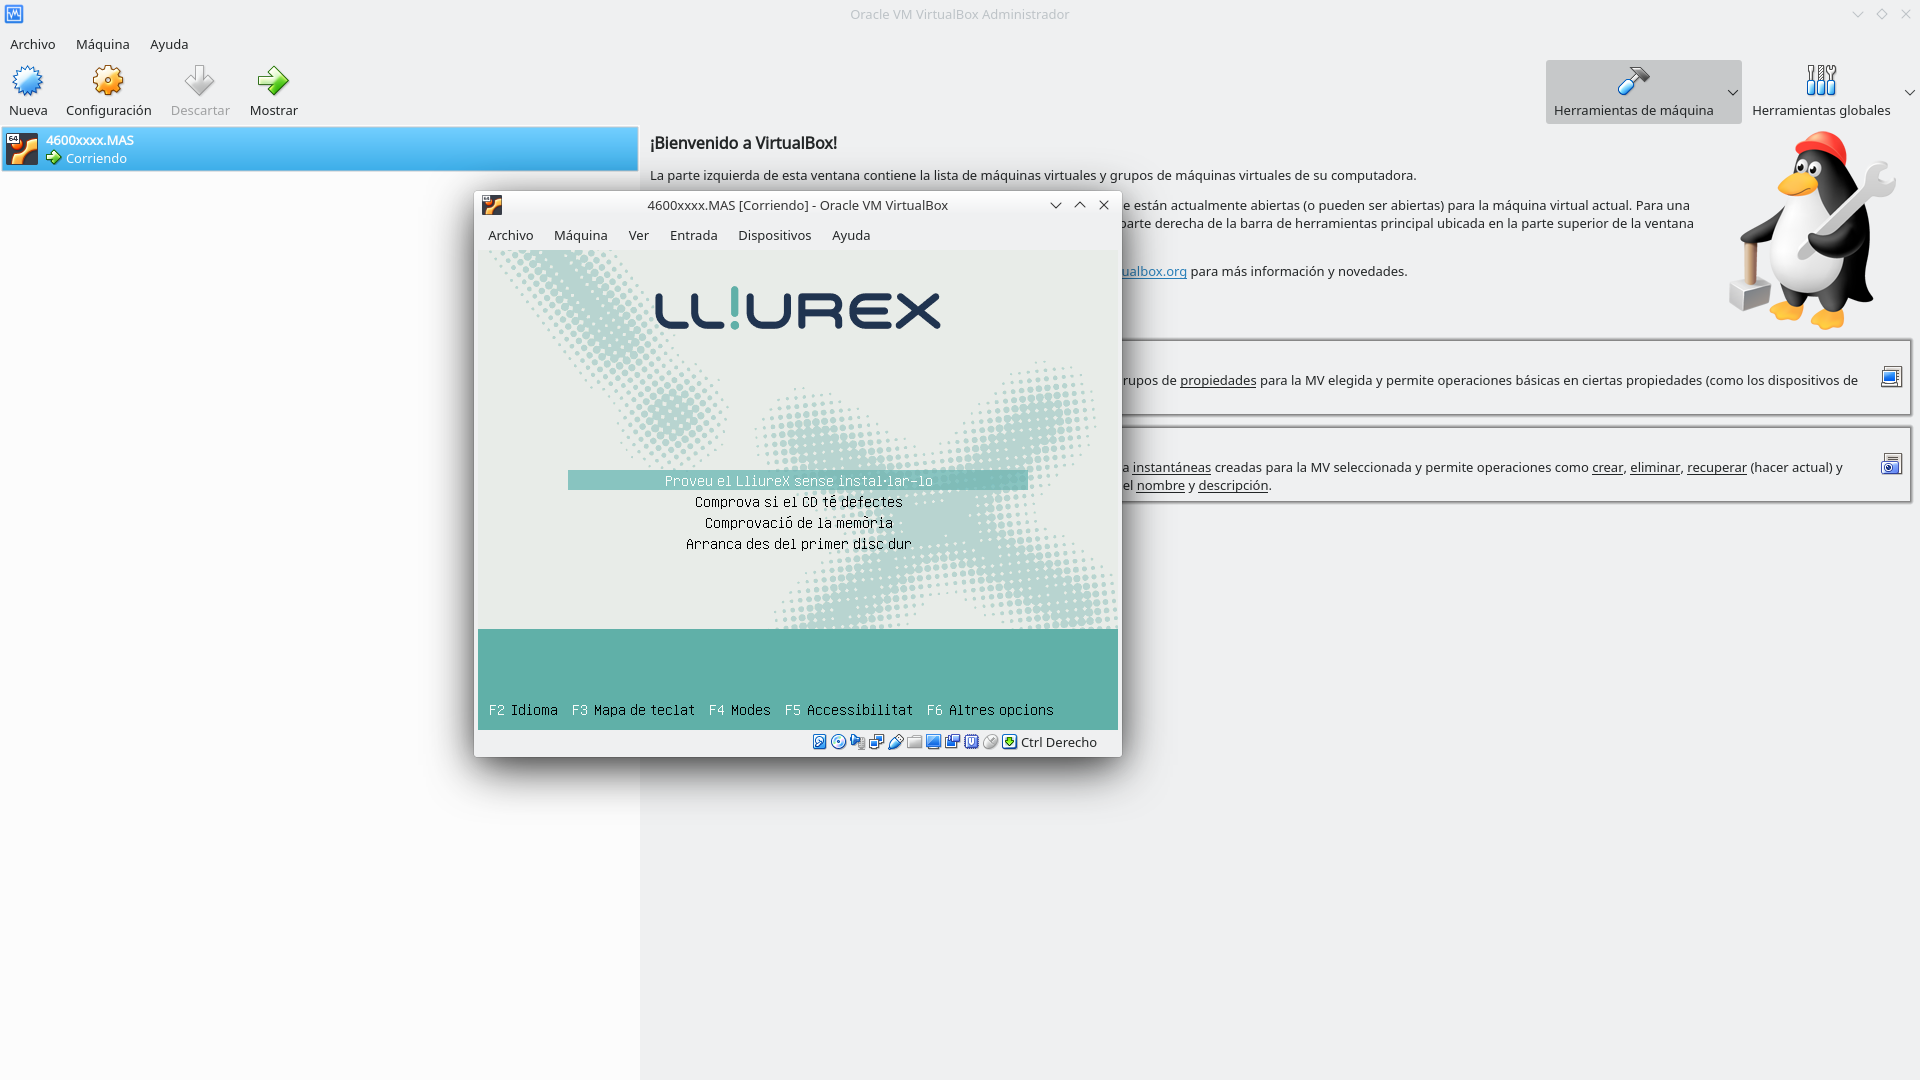 Oracle VM VirtualBox Administrador
Archivo Máquina Ayuda
Nueva Configuración Descartar Mostrar
Herramientas de máquina Herramientas globales
64
4600xxxx.MAS
Corriendo
¡Bienvenido a VirtualBox!
La parte izquierda de esta ventana contiene la lista de máquinas virtuales y grupos de máquinas virtuales de su computadora.
e están actualmente abiertas (o pueden ser abiertas) para la máquina virtual actual. Para una
parte derecha de la barra de herramientas principal ubicada en la parte superior de la ventana
ualbox.org para más información y novedades.
rupos de propiedades para la MV elegida y permite operaciones básicas en ciertas propiedades (como los dispositivos de
a instantáneas creadas para la MV seleccionada y permite operaciones como crear, eliminar, recuperar (hacer actual) y
el nombre y descripción.
4600xxxx.MAS [Corriendo] - Oracle VM VirtualBox
Archivo Máquina Ver Entrada Dispositivos Ayuda
LL!UREX
Proveu el LliureX sense instal·lar-lo
Comprova si el CD té defectes
Comprovació de la memòria
Arranca des del primer disc dur
F2 Idioma F3 Mapa de teclat F4 Modes F5 Accessibilitat F6 Altres opcions
Ctrl Derecho